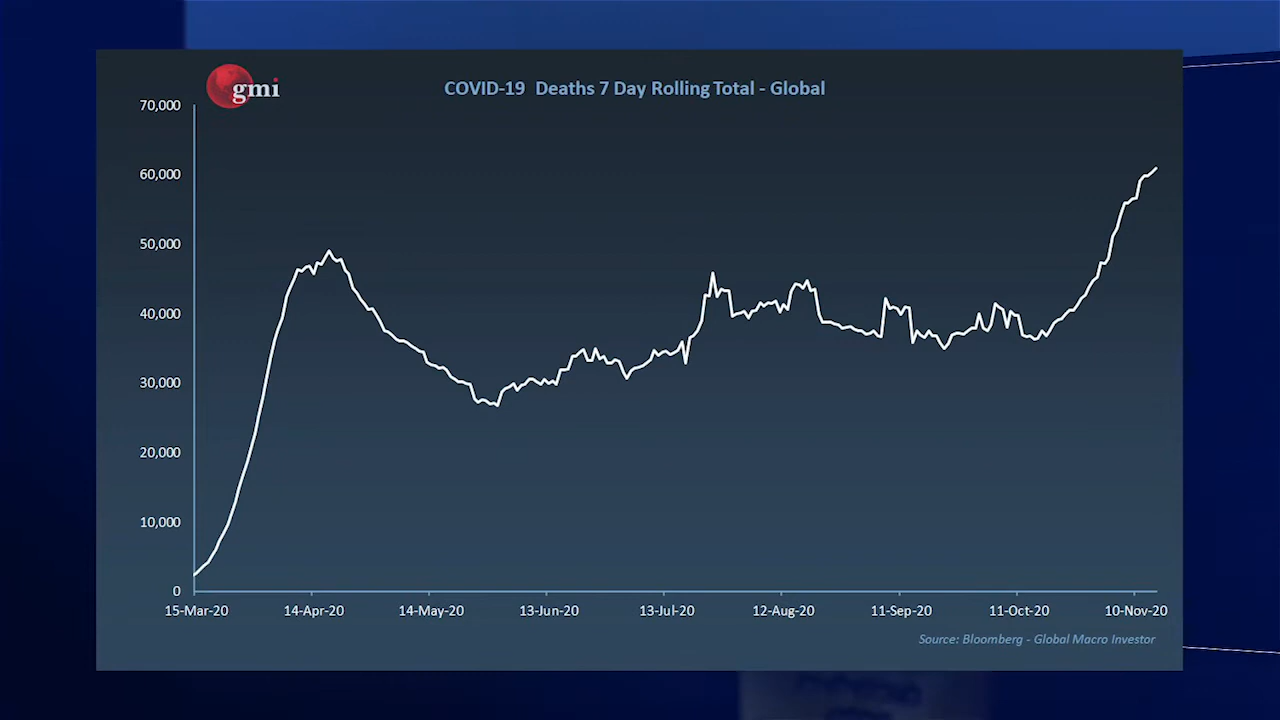 gmi
COVID-19 Deaths 7 Day Rolling Total - Global
70,000
60,000
50,000
40,000
30,000
20,000
10,000
0
15-Mar-20 14-Apr-20 14-May-20 13-Jun-20 13-Jul-20 12-Aug-20 11-Sep-20 11-Oct-20 10-Nov-20
Source: Bloomberg - Global Macro Investor